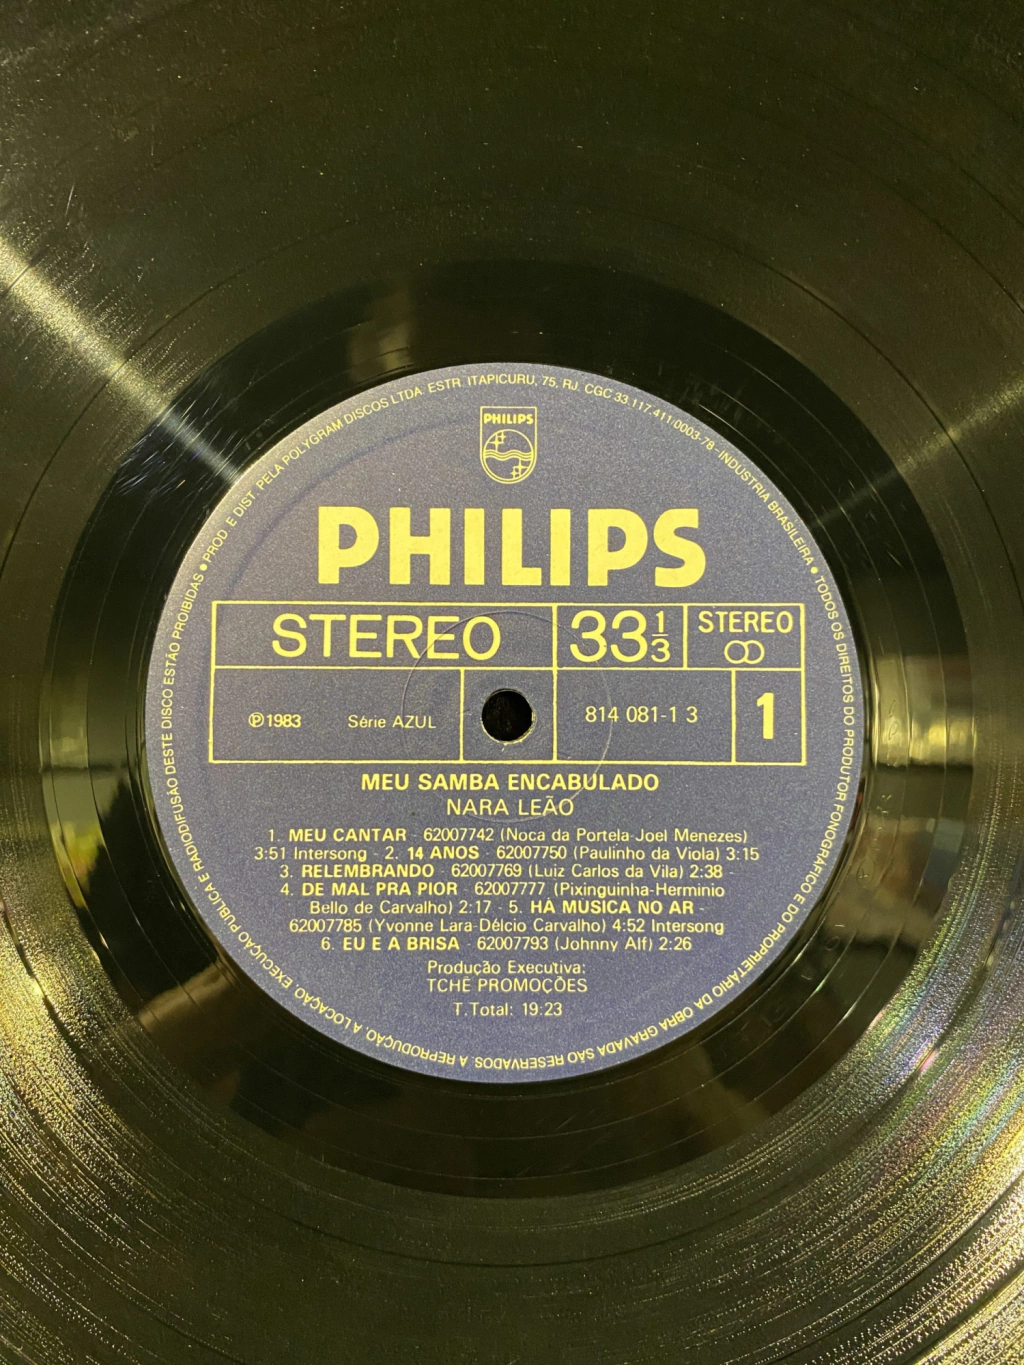 PROD. E DIST. PELA POLYGRAM DISCOS LTDA. ESTR. ITAPICURU, 75, RJ. CGC 33.117.411/0003-78 - INDÚSTRIA BRASILEIRA. • TODOS OS DIREITOS DO PRODUTOR FONOGRÁFICO E DO PROPRIETÁRIO DA OBRA GRAVADA SÃO RESERVADOS. A REPRODUÇÃO, A LOCAÇÃO, EXECUÇÃO PÚBLICA E RADIODIFUSÃO DESTE DISCO ESTÃO PROIBIDAS •
PHILIPS
PHILIPS
STEREO 33 1/3 STEREO
℗1983 Série AZUL 814 081-1 3 1
MEU SAMBA ENCABULADO
NARA LEÃO
1. MEU CANTAR - 62007742 (Noca da Portela-Joel Menezes)
3:51 Intersong - 2. 14 ANOS - 62007750 (Paulinho da Viola) 3:15
3. RELEMBRANDO - 62007769 (Luiz Carlos da Vila) 2:38 -
4. DE MAL PRA PIOR - 62007777 (Pixinguinha-Herminio
Bello de Carvalho) 2:17 - 5. HÁ MÚSICA NO AR -
62007785 (Yvonne Lara-Délcio Carvalho) 4:52 Intersong
6. EU E A BRISA - 62007793 (Johnny Alf) 2:26
Produção Executiva:
TCHÊ PROMOÇÕES
T.Total: 19:23